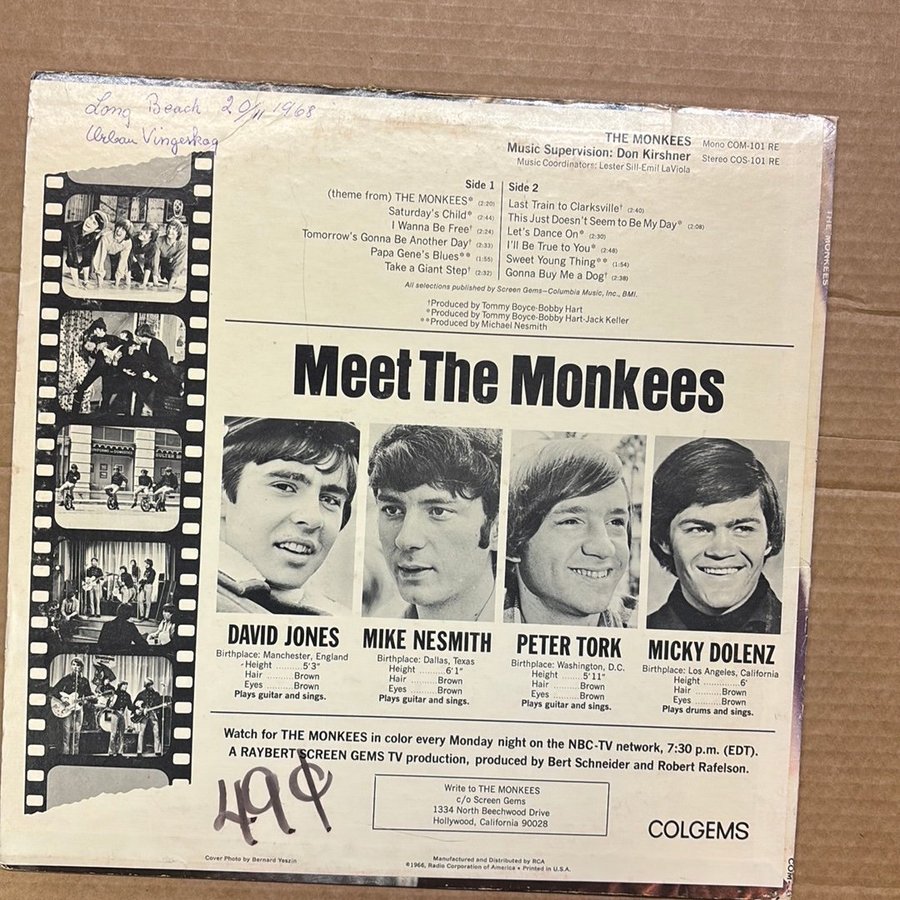 Long Beach 20/11 1968
Urban Vingerskog
THE MONKEES Mono COM-101 RE
Music Supervision: Don Kirshner Stereo COS-101 RE
Music Coordinators: Lester Sill-Emil LaViola
Side 1
(theme from) THE MONKEES* (2:20)
Saturday's Child* (2:44)
I Wanna Be Free† (2:24)
Tomorrow's Gonna Be Another Day† (2:33)
Papa Gene's Blues** (1:55)
Take a Giant Step† (2:32)
Side 2
Last Train to Clarksville† (2:40)
This Just Doesn't Seem to Be My Day* (2:08)
Let's Dance On* (2:30)
I'll Be True to You* (2:48)
Sweet Young Thing** (1:54)
Gonna Buy Me a Dog† (2:38)
All selections published by Screen Gems-Columbia Music, Inc., BMI.
†Produced by Tommy Boyce-Bobby Hart
*Produced by Tommy Boyce-Bobby Hart-Jack Keller
**Produced by Michael Nesmith
THE MONKEES
Meet The Monkees
DAVID JONES
Birthplace: Manchester, England
Height ........5'3"
Hair ........Brown
Eyes ........Brown
Plays guitar and sings.
MIKE NESMITH
Birthplace: Dallas, Texas
Height ........6'1"
Hair ........Brown
Eyes ........Brown
Plays guitar and sings.
PETER TORK
Birthplace: Washington, D.C.
Height ........5'11"
Hair ........Brown
Eyes ........Brown
Plays guitar and sings.
MICKY DOLENZ
Birthplace: Los Angeles, California
Height ............6'
Hair ........Brown
Eyes ........Brown
Plays drums and sings.
Watch for THE MONKEES in color every Monday night on the NBC-TV network, 7:30 p.m. (EDT).
A RAYBERT SCREEN GEMS TV production, produced by Bert Schneider and Robert Rafelson.
49¢
Write to THE MONKEES
c/o Screen Gems
1334 North Beechwood Drive
Hollywood, California 90028
COLGEMS
Cover Photo by Bernard Yeszin
Manufactured and Distributed by RCA
©1966, Radio Corporation of America • Printed in U.S.A.